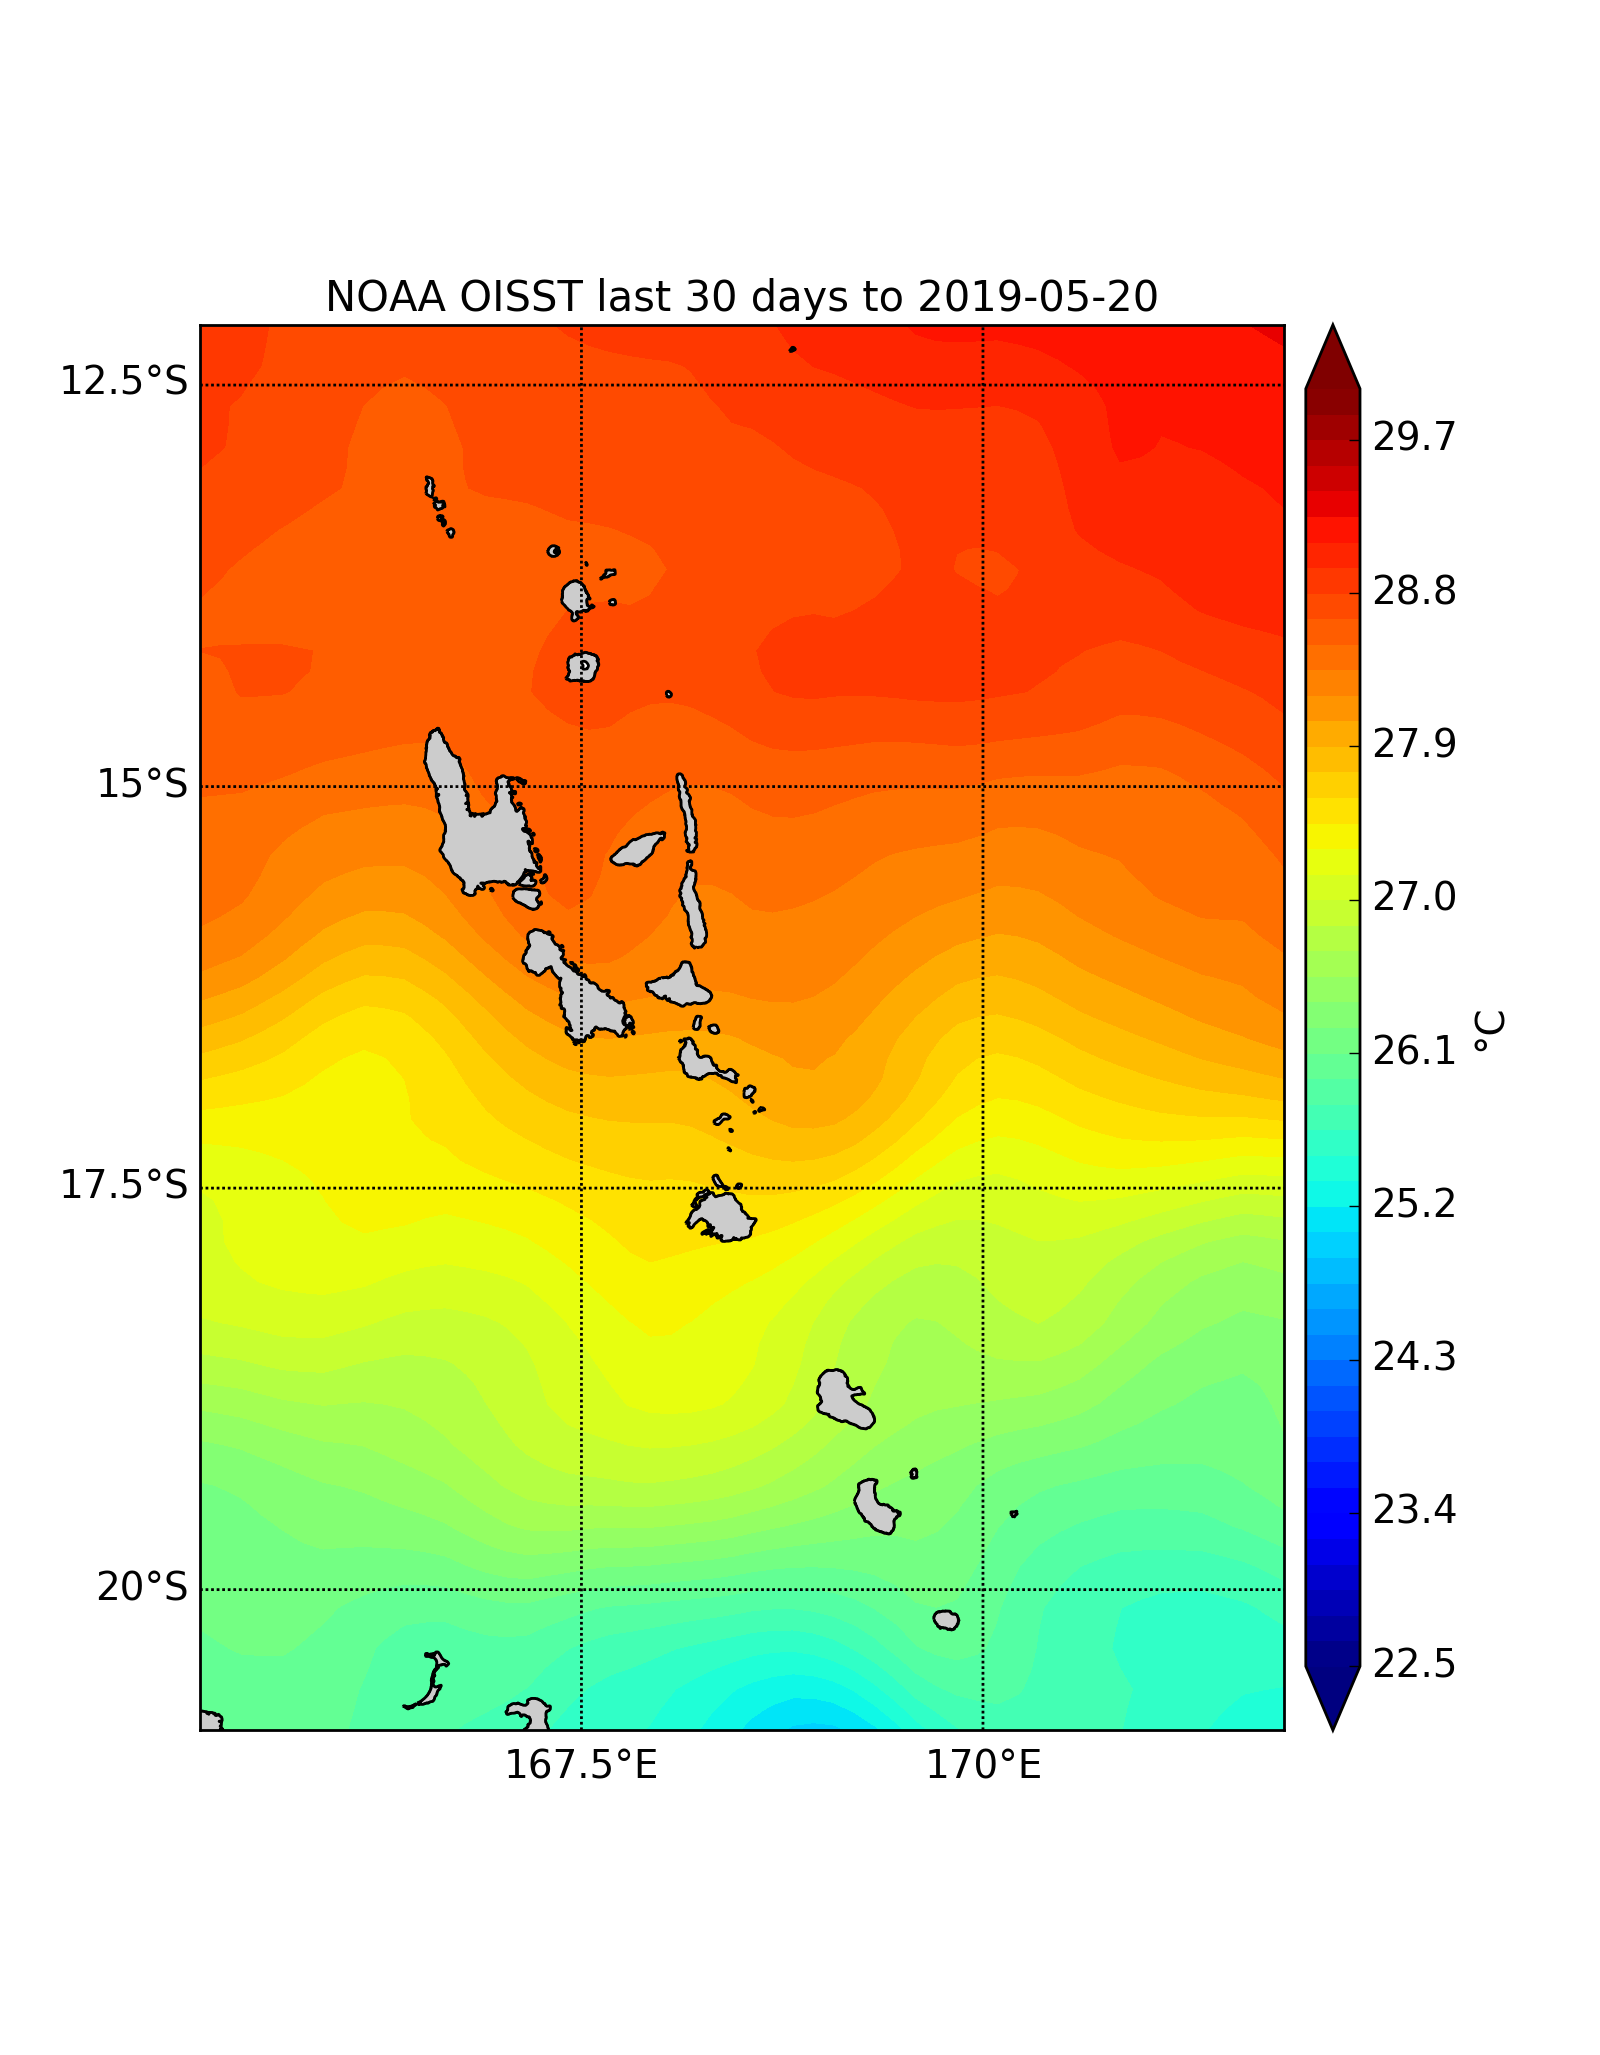 NOAA OISST last 30 days to 2019-05-20
12.5°S
15°S
17.5°S
20°S
167.5°E
170°E
29.7
28.8
27.9
27.0
26.1
25.2
24.3
23.4
22.5
°C